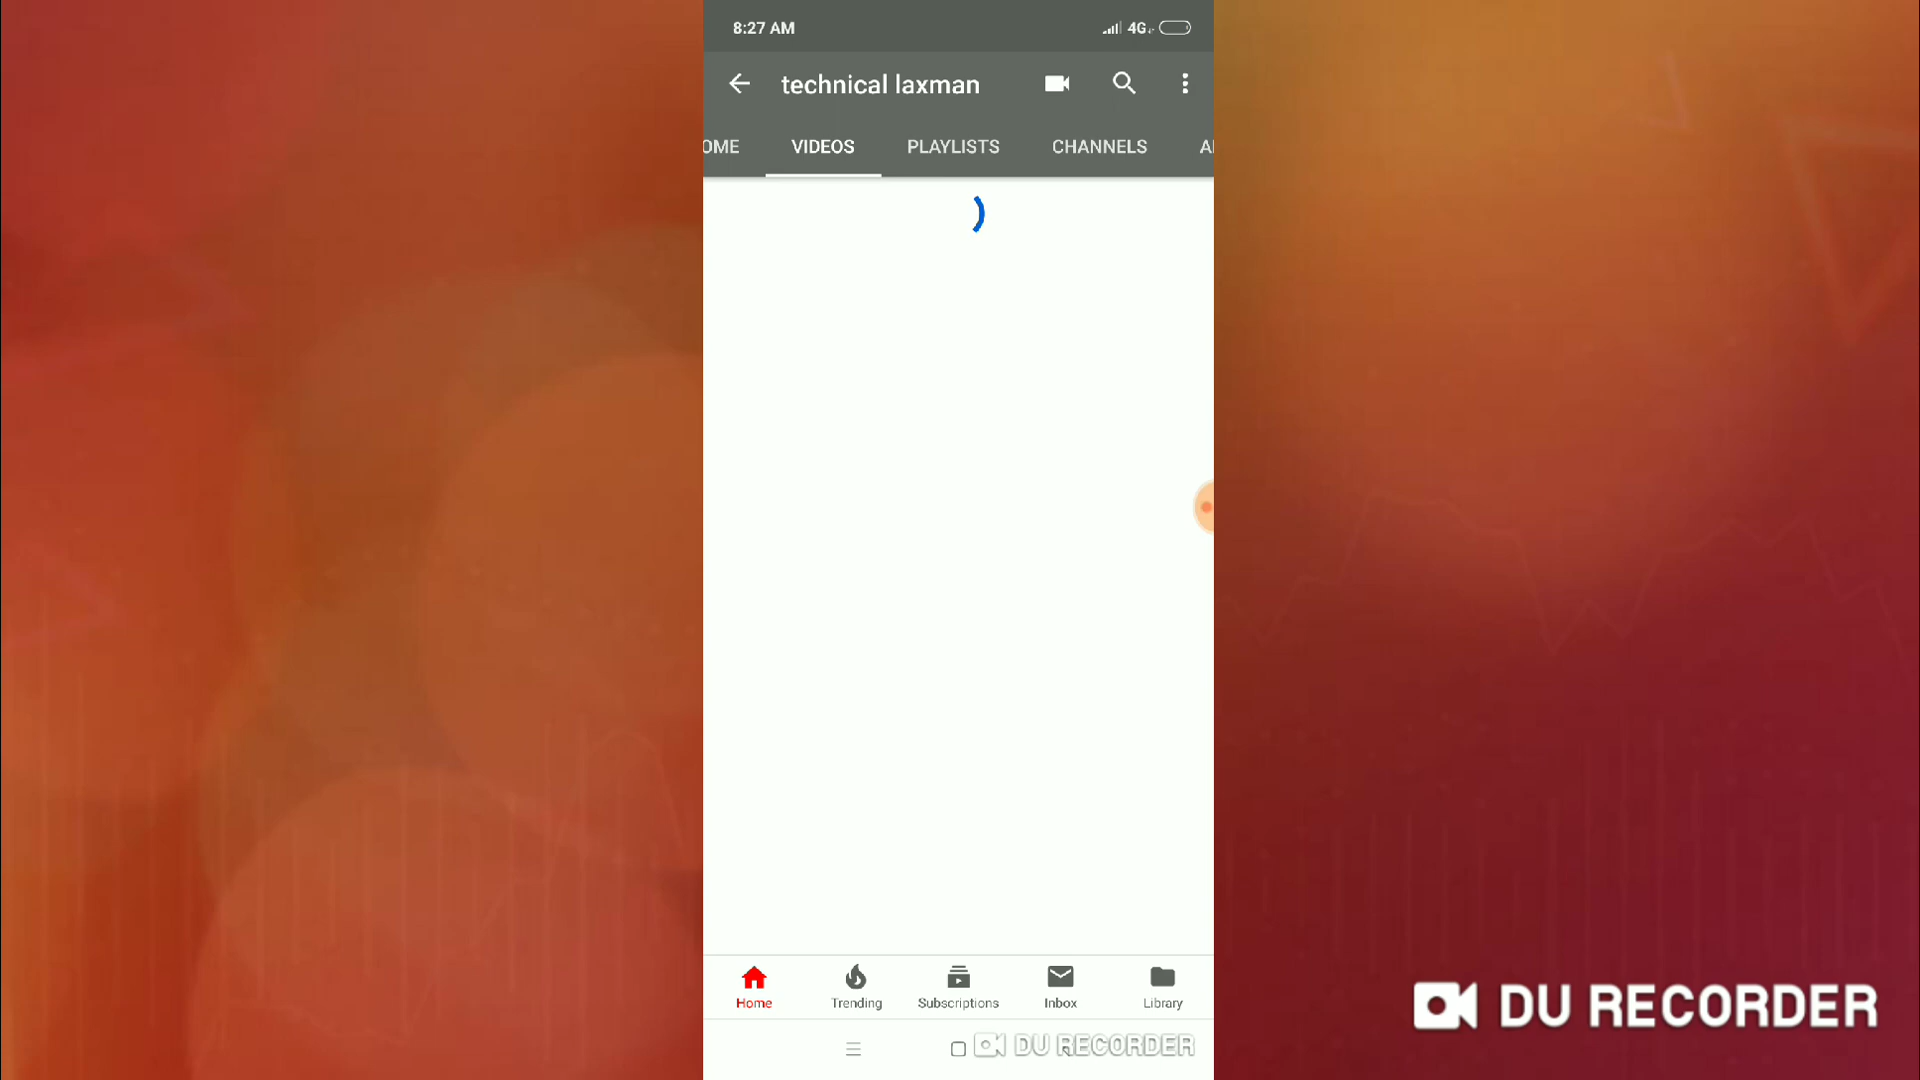 8:27 AM 4G
technical laxman
OME VIDEOS PLAYLISTS CHANNELS A
Home Trending Subscriptions Inbox Library
DU RECORDER
DU RECORDER